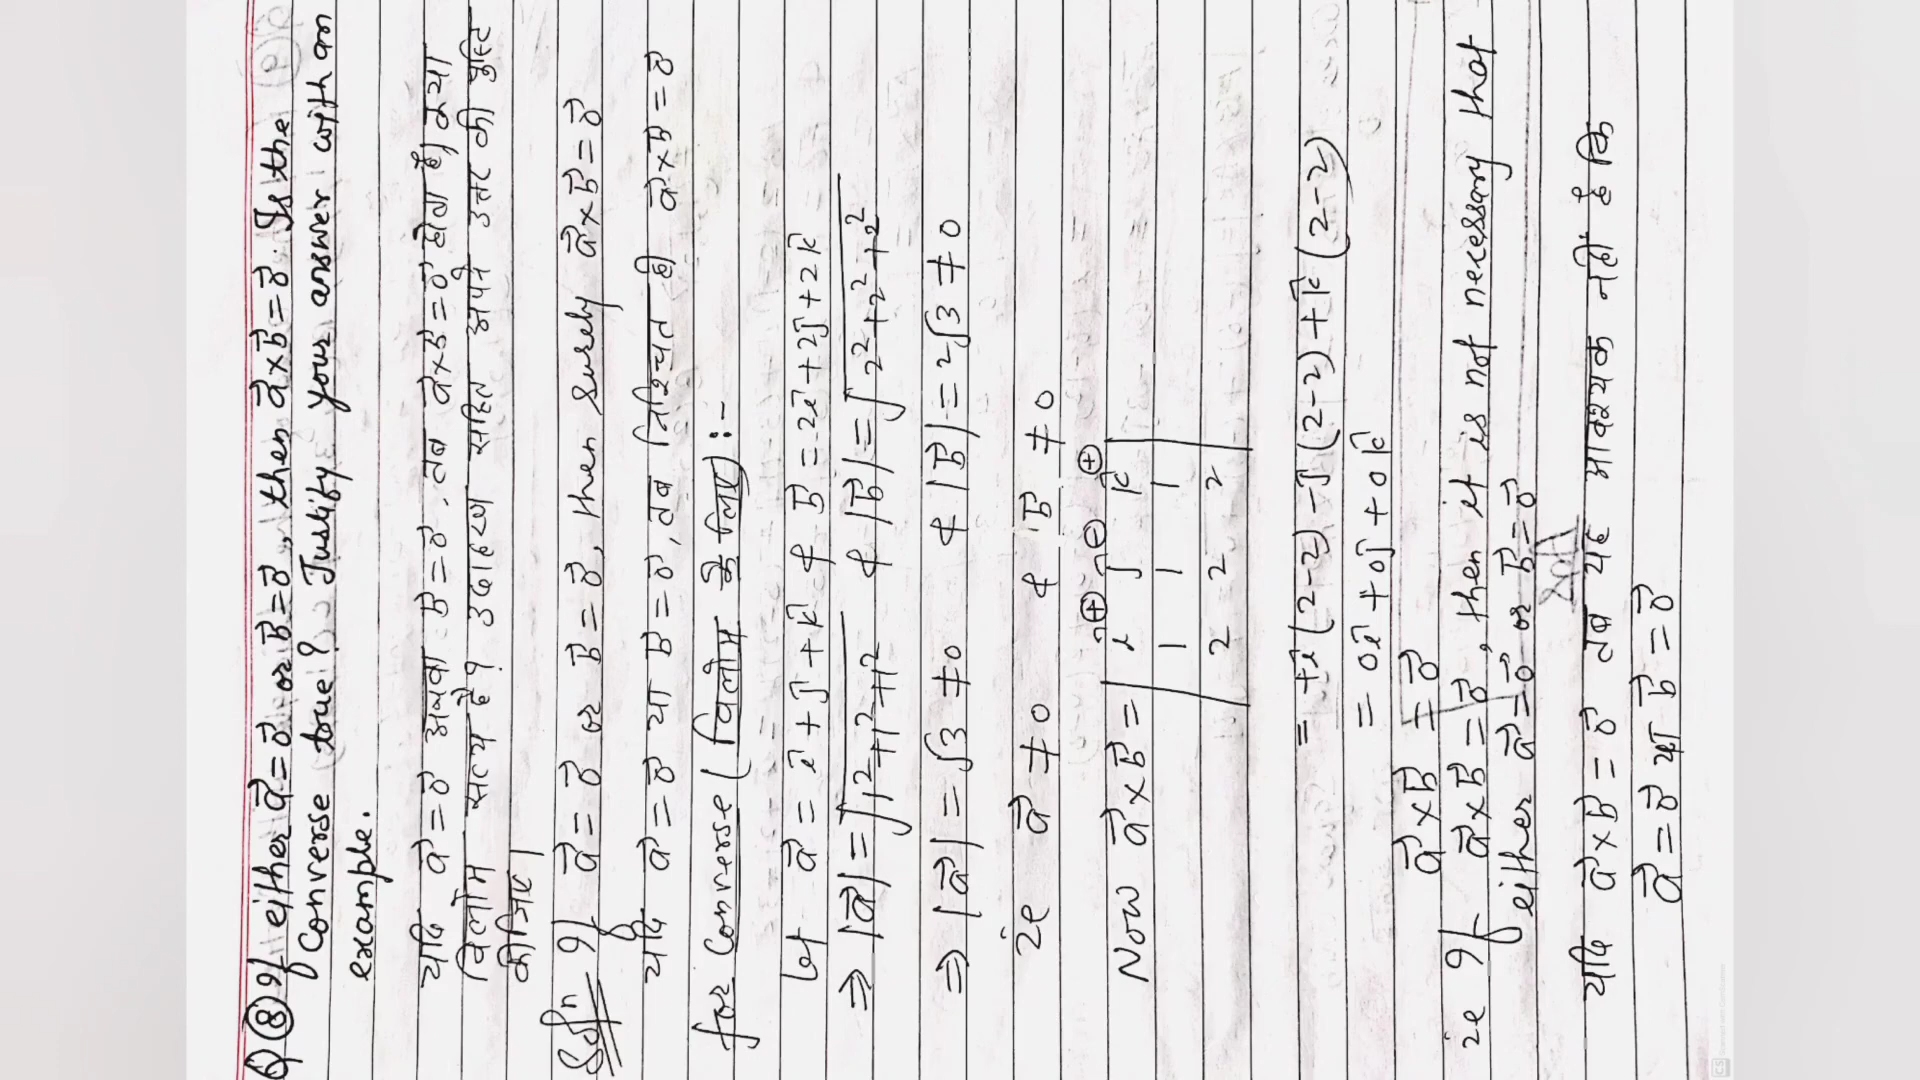 Q⑧ If either a⃗ = 0⃗ or b⃗ = 0⃗, then a⃗×b⃗ = 0⃗ Is the
Converse true? Justify your answer with an
example.
यदि a⃗ = 0⃗ अथवा b⃗ = 0⃗, तब a⃗×b⃗ = 0⃗ होता है, क्या
विलोम सत्य है? उदाहरण सहित अपने उत्तर की पुष्टि
कीजिए।
Solⁿ If a⃗ = 0⃗ or b⃗ = 0⃗, then surely a⃗×b⃗ = 0⃗
यदि a⃗ = 0⃗ या b⃗ = 0⃗, तब निश्चित ही a⃗×b⃗ = 0⃗
for Converse (विलोम के लिए):-
let a⃗ = î + ĵ + k̂ & b⃗ = 2î + 2ĵ + 2k̂
⇒ |a⃗| = √1²+1²+1² & |b⃗| = √2²+2²+2²
⇒ |a⃗| = √3 ≠ 0 & |b⃗| = 2√3 ≠ 0
ie a⃗ ≠ 0 & b⃗ ≠ 0
⊕ ⊖ ⊕
Now a⃗×b⃗ = | î ĵ k̂ |
1 1 1
2 2 2
= +î(2-2) - ĵ(2-2) + k̂(2-2)
= 0î + 0ĵ + 0k̂
a⃗×b⃗ = 0⃗
ie If a⃗×b⃗ = 0⃗, then it is not necessary that
either a⃗ = 0⃗ or b⃗ = 0⃗
यदि a⃗×b⃗ = 0⃗ तब यह आवश्यक नहीं है कि
a⃗ = 0⃗ या b⃗ = 0⃗
CS